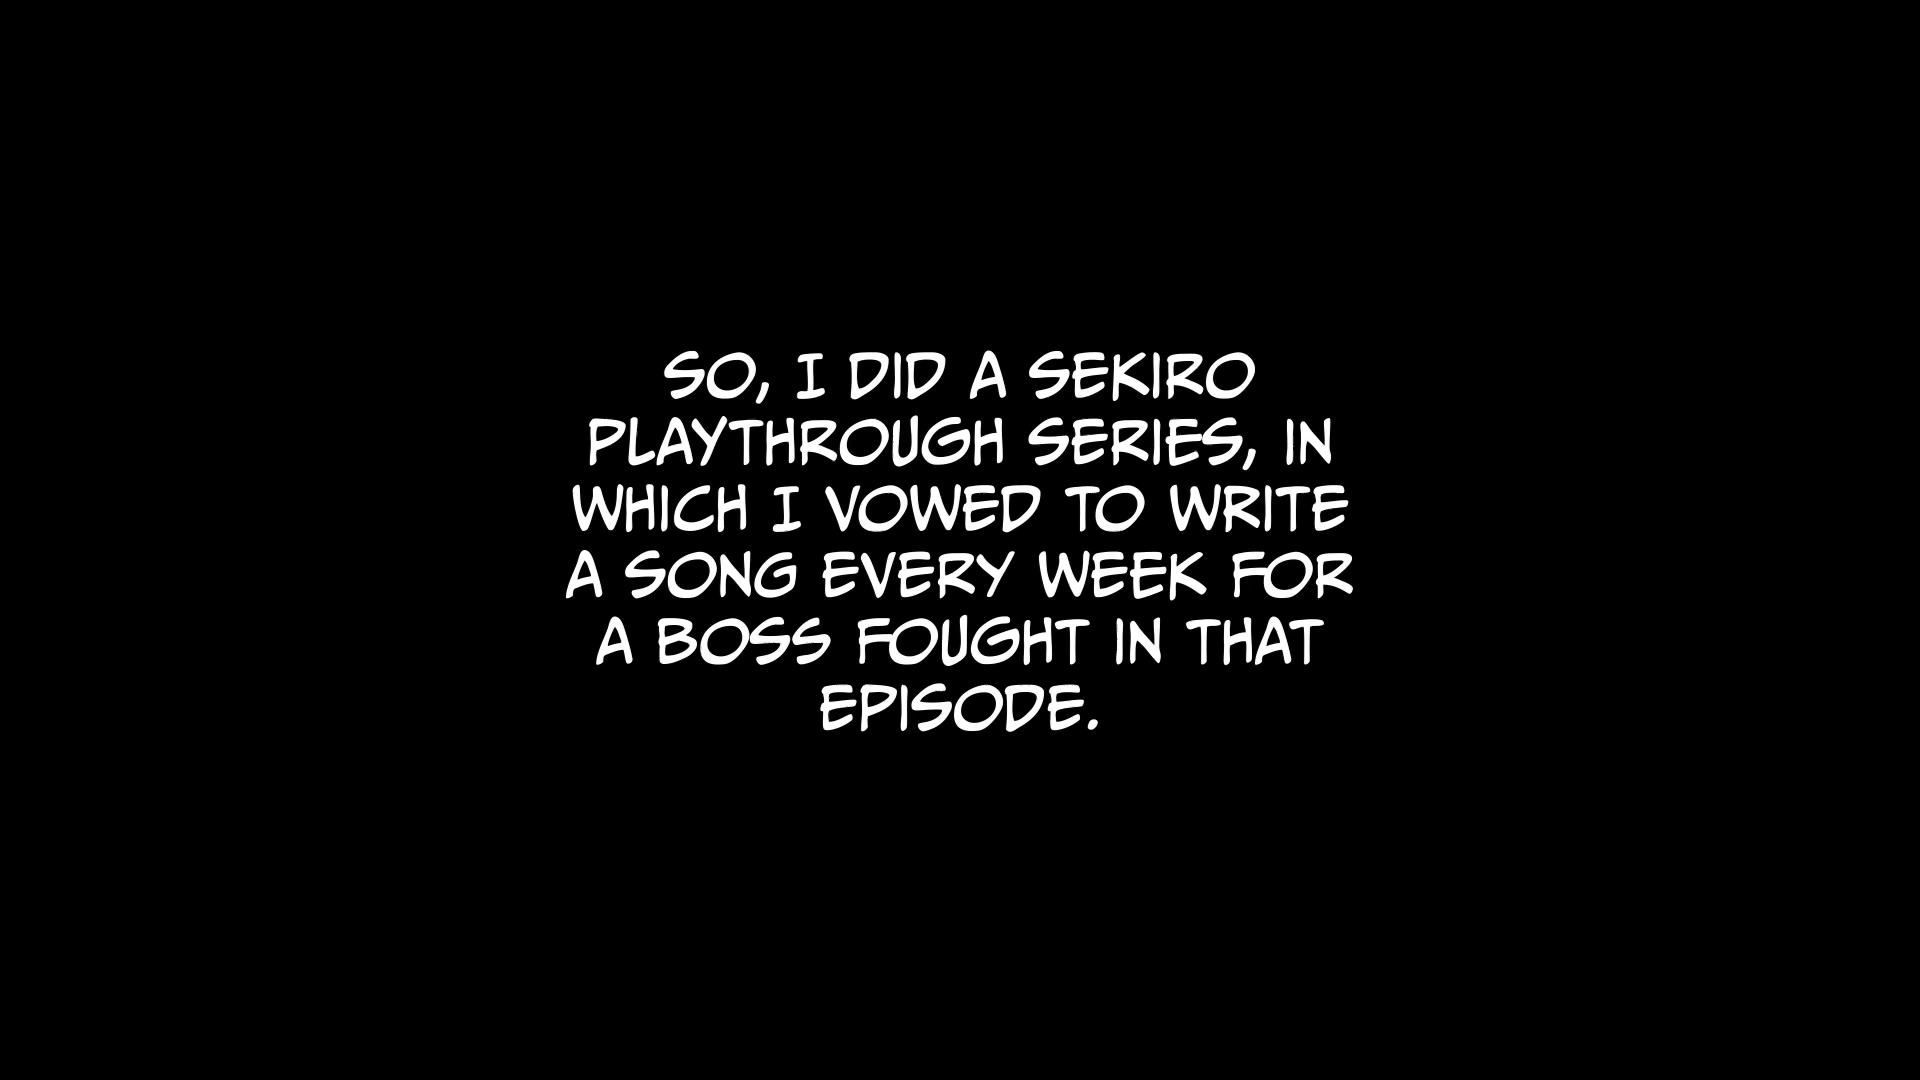 SO, I DID A SEKIRO
PLAYTHROUGH SERIES, IN
WHICH I VOWED TO WRITE
A SONG EVERY WEEK FOR
A BOSS FOUGHT IN THAT
EPISODE.